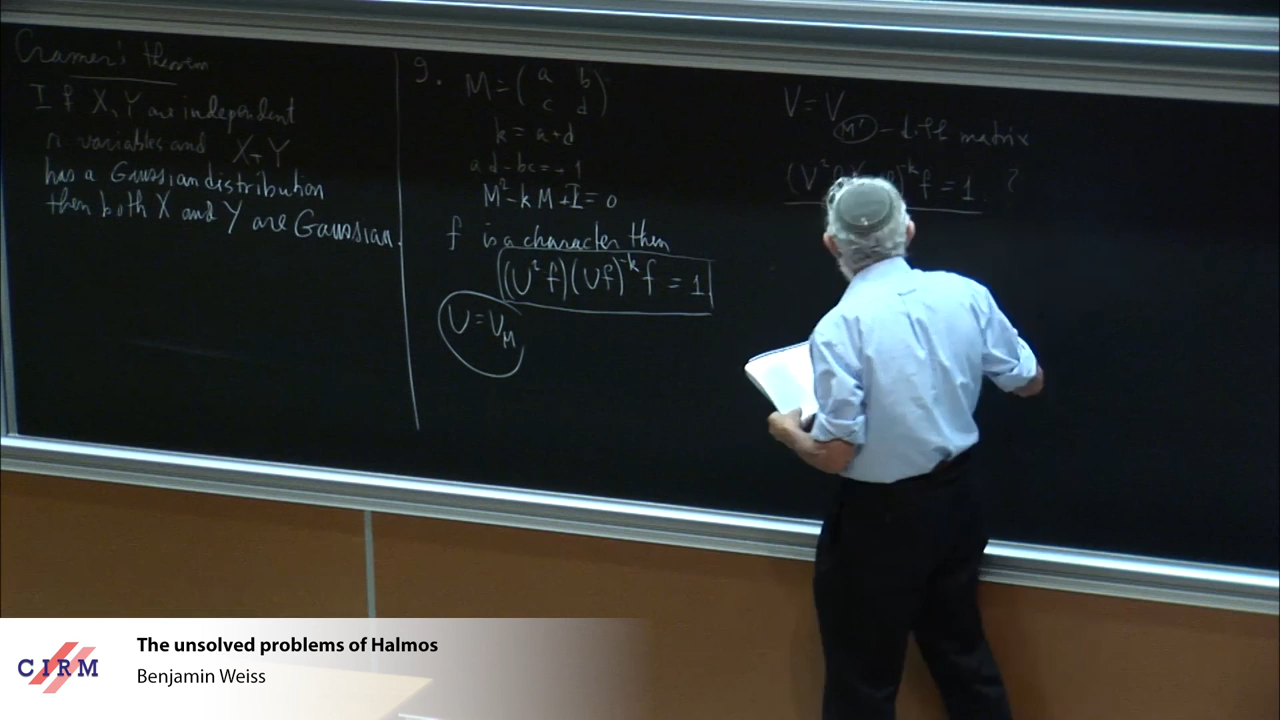 Cramer's theorem
If X, Y are independent
r. variables and X+Y
has a Gaussian distribution
then both X and Y are Gaussian.
9. M = ( a b
c d )
k = a+d
ad - bc = +1
M² - kM + I = 0
f is a character then
(U²f)(Uf)⁻ᵏ f = 1
U = U_M
V = V_M' - diff matrix
(V² )⁻ᵏ f = 1 ?
CIRM
The unsolved problems of Halmos
Benjamin Weiss